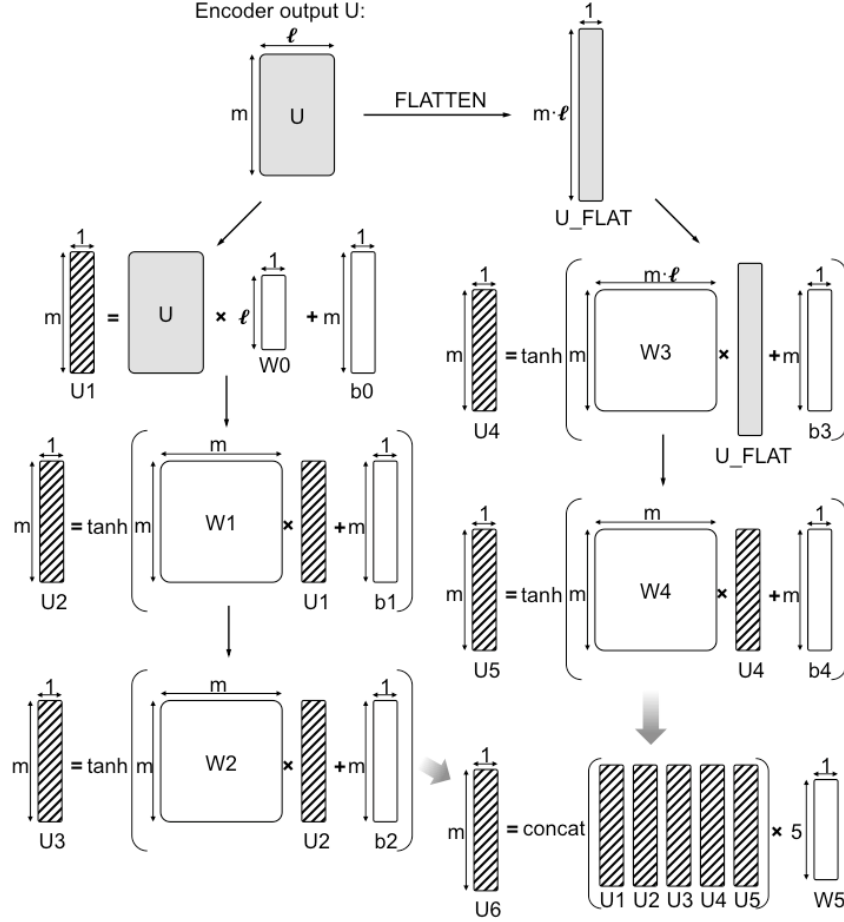 Encoder output U:
ℓ
m
U
FLATTEN
1
m·ℓ
U_FLAT
1
m
=
U
×
1
ℓ
W0
+
1
m
b0
U1
1
m
U4
= tanh
m·ℓ
m
W3
×
U_FLAT
+
1
m
b3
1
m
U2
= tanh
m
m
W1
×
U1
+
1
m
b1
1
m
U5
= tanh
m
m
W4
×
U4
+
1
m
b4
1
m
U3
= tanh
m
m
W2
×
U2
+
1
m
b2
1
m
U6
= concat
U1 U2 U3 U4 U5
×
1
5
W5